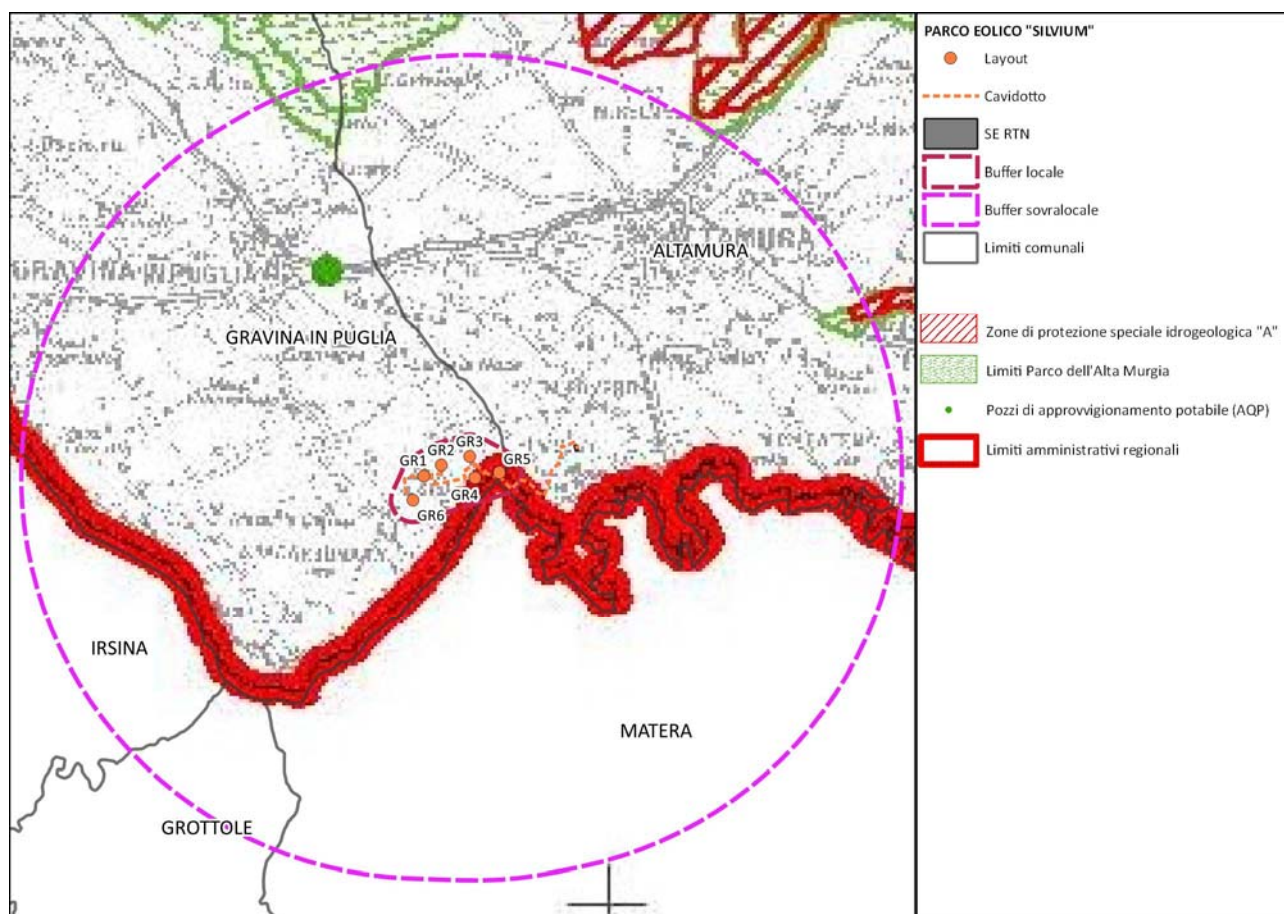 ALTAMURA
GRAVINA IN PUGLIA
GR3
GR2
GR1
GR5
GR4
GR6
IRSINA
MATERA
GROTTOLE
PARCO EOLICO "SILVIUM"
Layout
Cavidotto
SE RTN
Buffer locale
Buffer sovralocale
Limiti comunali
Zone di protezione speciale idrogeologica "A"
Limiti Parco dell'Alta Murgia
Pozzi di approvvigionamento potabile (AQP)
Limiti amministrativi regionali